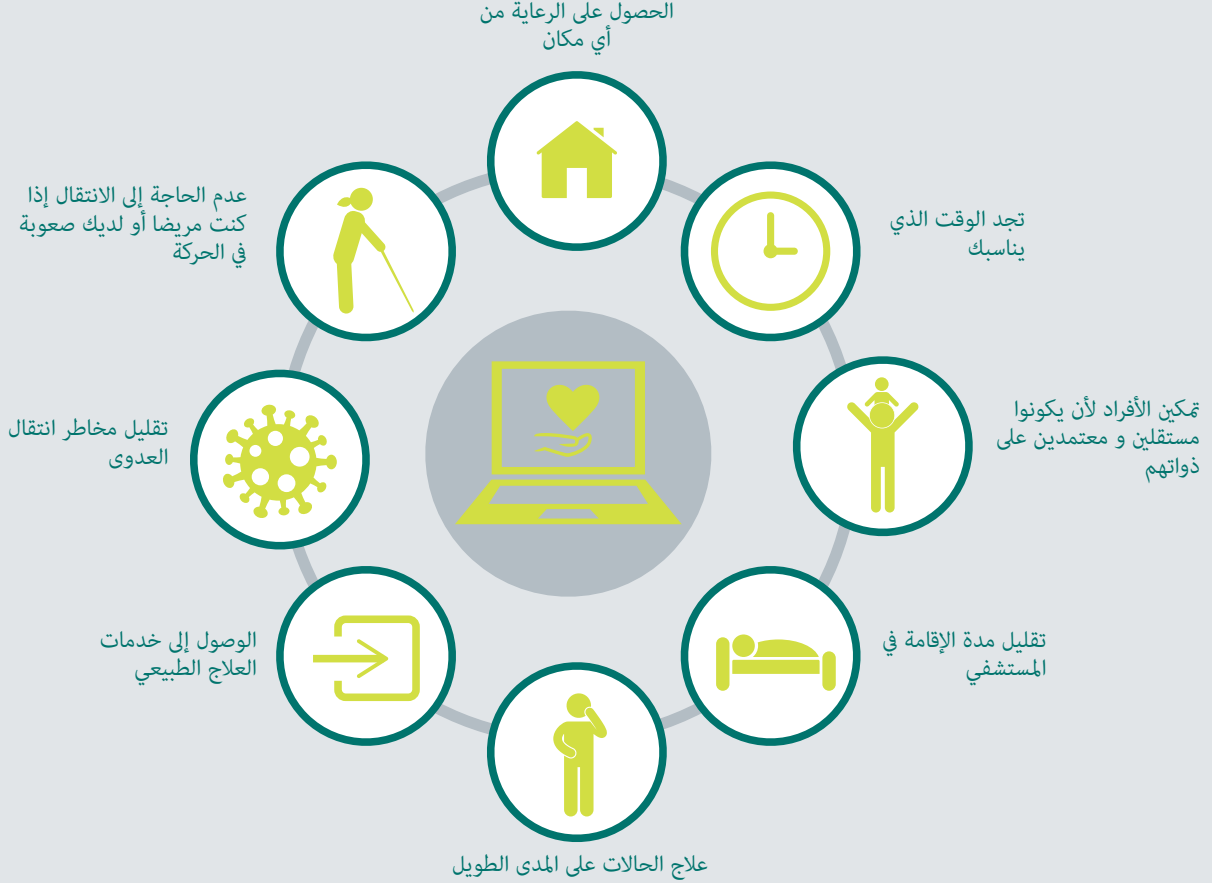 الحصول على الرعاية من
أي مكان
تجد الوقت الذي
يناسبك
تمكين الأفراد لأن يكونوا
مستقلين و معتمدين على
ذواتهم
تقليل مدة الإقامة في
المستشفي
علاج الحالات على المدى الطويل
الوصول إلى خدمات
العلاج الطبيعي
تقليل مخاطر انتقال
العدوى
عدم الحاجة إلى الانتقال إذا
كنت مريضا أو لديك صعوبة
في الحركة